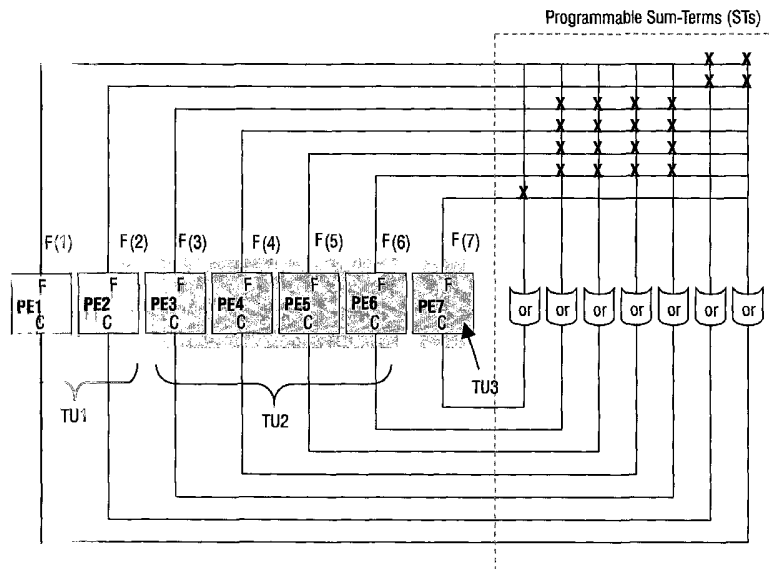 Programmable Sum-Terms (STs)
X X
X X
X X X X
X X X X
X X X X
X X X X
X
F(1) F(2) F(3) F(4) F(5) F(6) F(7)
F F F F F F F
PE1 PE2 PE3 PE4 PE5 PE6 PE7
C C C C C C C
or or or or or or or
TU1 TU2 TU3